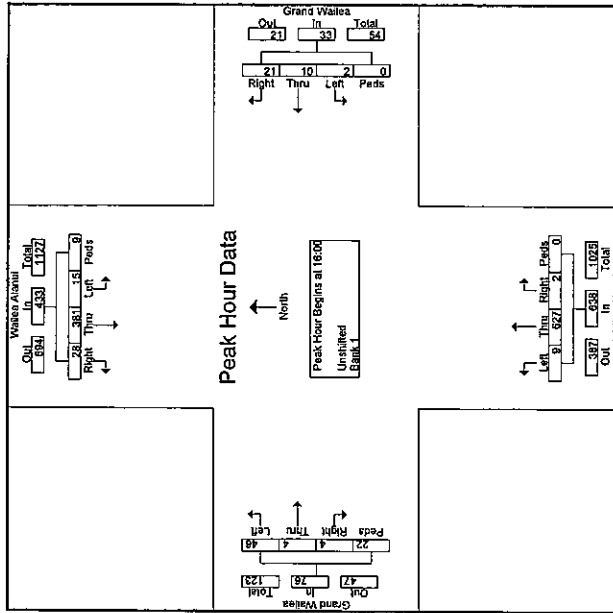 Grand Wailea
Out In Total
21 33 54
21 10 2 0
Right Thru Left Peds
Wailea Alanui
Out In Total
694 433 1127
28 381 15 9
Right Thru Left Peds
Peak Hour Data
North
Peak Hour Begins at 16:00
Unshifted
Bank 1
Left Thru Right Peds
9 627 2 0
387 638 1025
Out In Total
Left Thru Right Peds
46 4 4 22
123 76 47
Total In Out
Grand Wailea